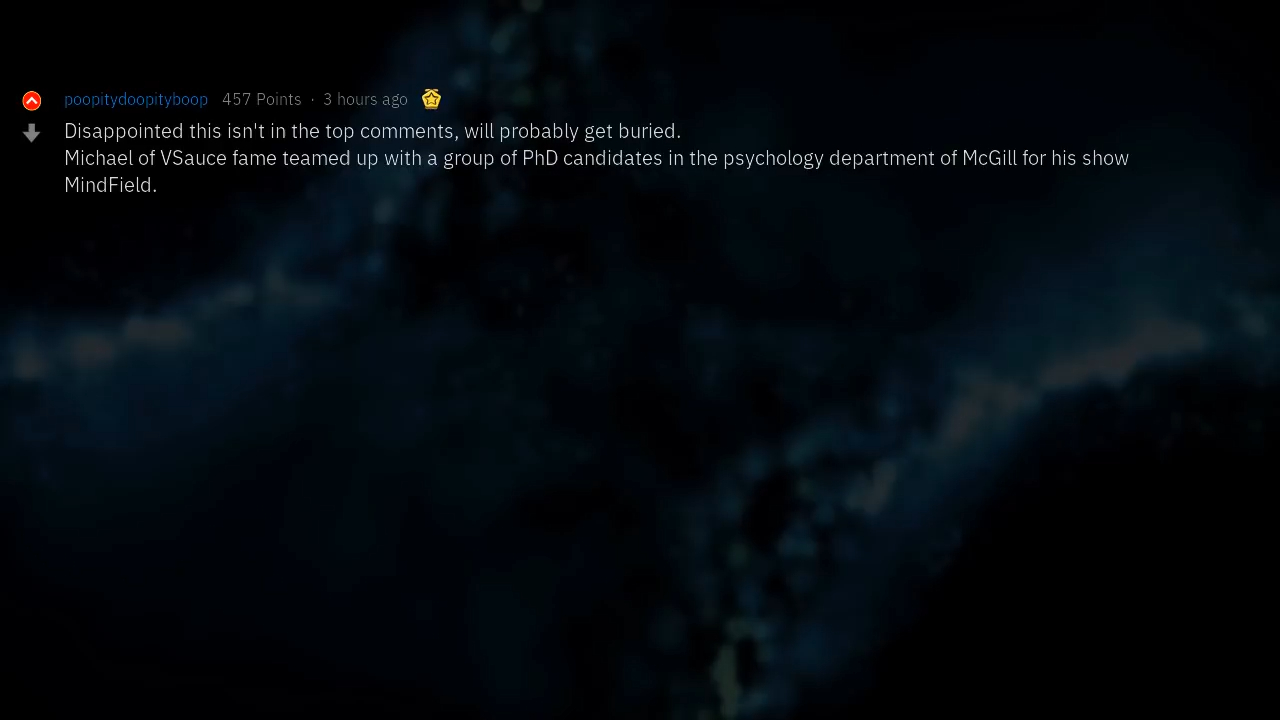 poopitydoopityboop 457 Points · 3 hours ago
Disappointed this isn't in the top comments, will probably get buried.
Michael of VSauce fame teamed up with a group of PhD candidates in the psychology department of McGill for his show
MindField.